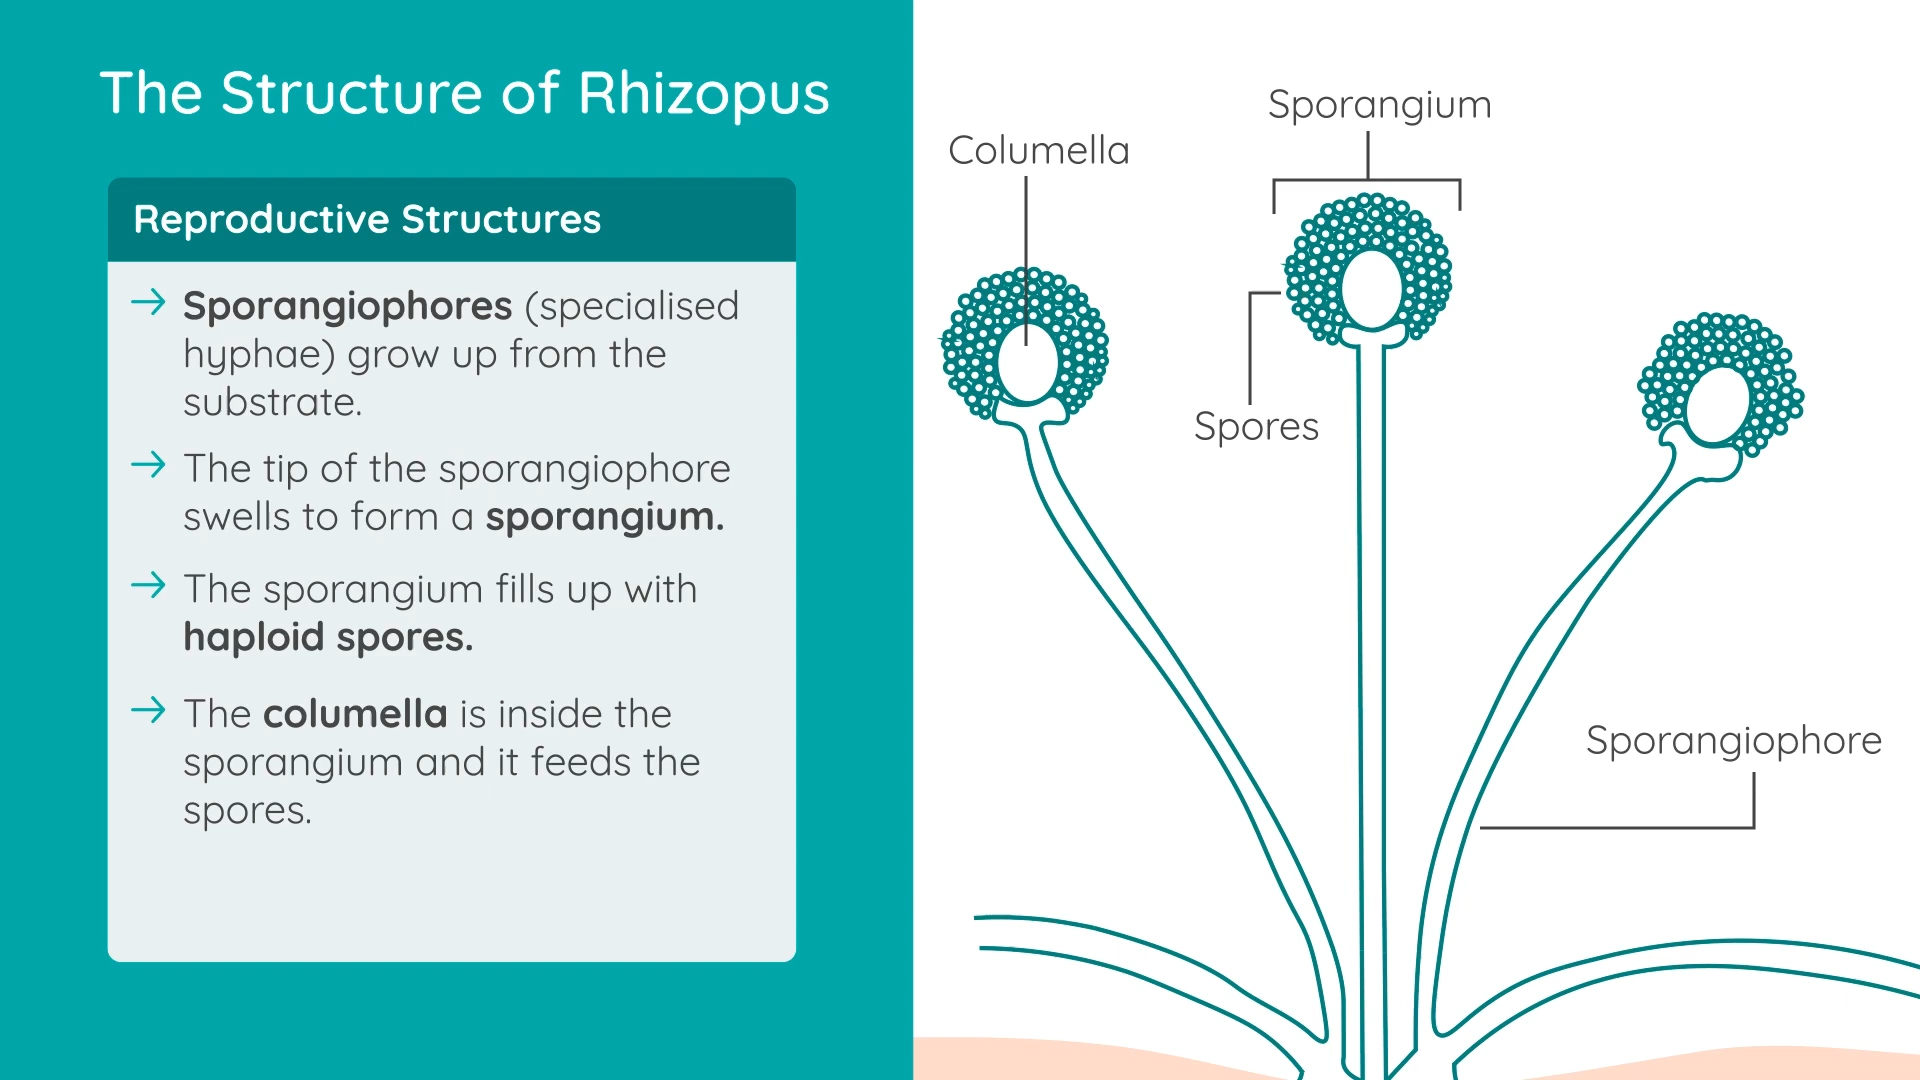 The Structure of Rhizopus
Reproductive Structures
→ Sporangiophores (specialised
hyphae) grow up from the
substrate.
→ The tip of the sporangiophore
swells to form a sporangium.
→ The sporangium fills up with
haploid spores.
→ The columella is inside the
sporangium and it feeds the
spores.
Sporangium
Columella
Spores
Sporangiophore